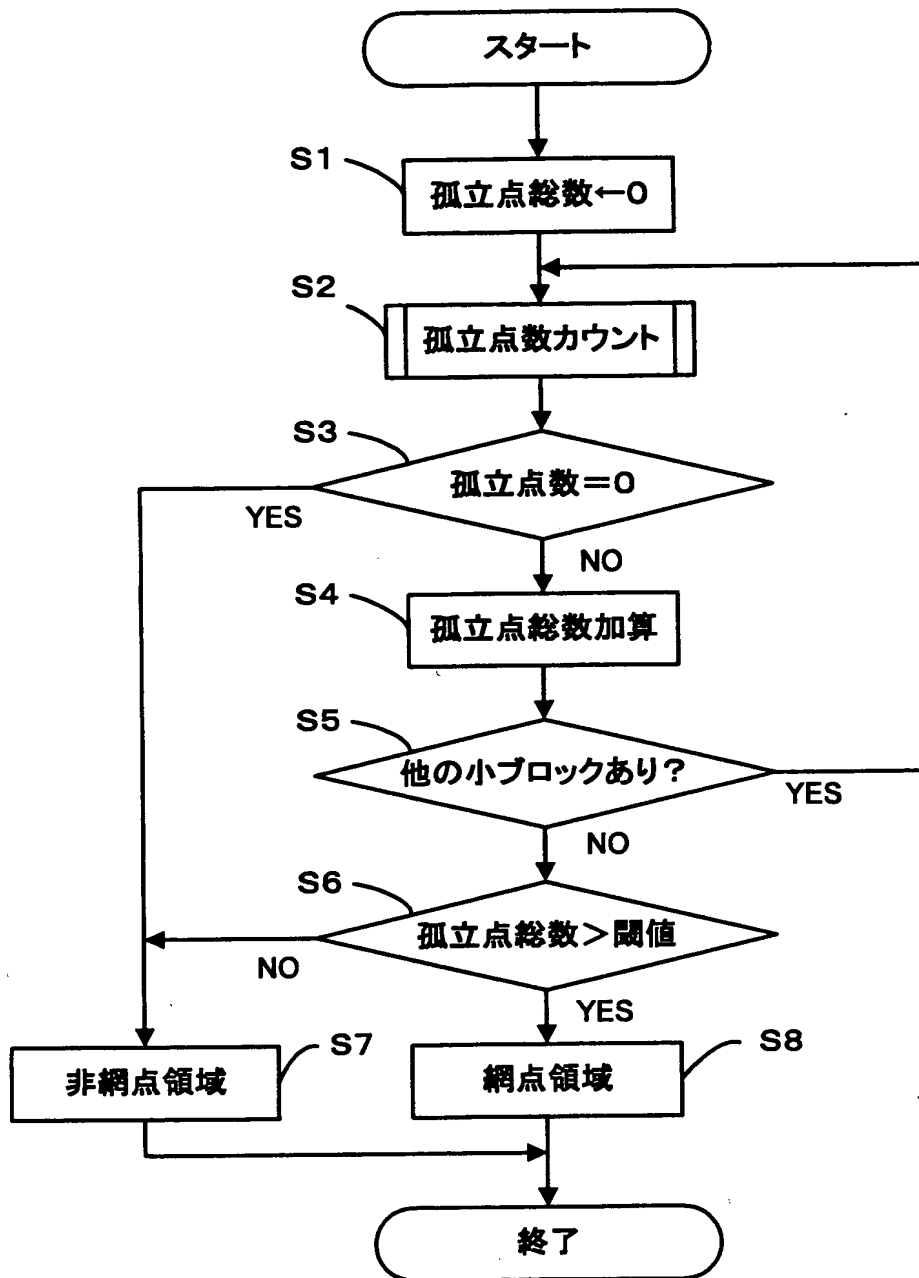 スタート
S1
孤立点総数←0
S2
孤立点数カウント
S3
孤立点数=0
YES
NO
S4
孤立点総数加算
S5
他の小ブロックあり?
YES
NO
S6
孤立点総数>閾値
NO
YES
S7
非網点領域
S8
網点領域
終了